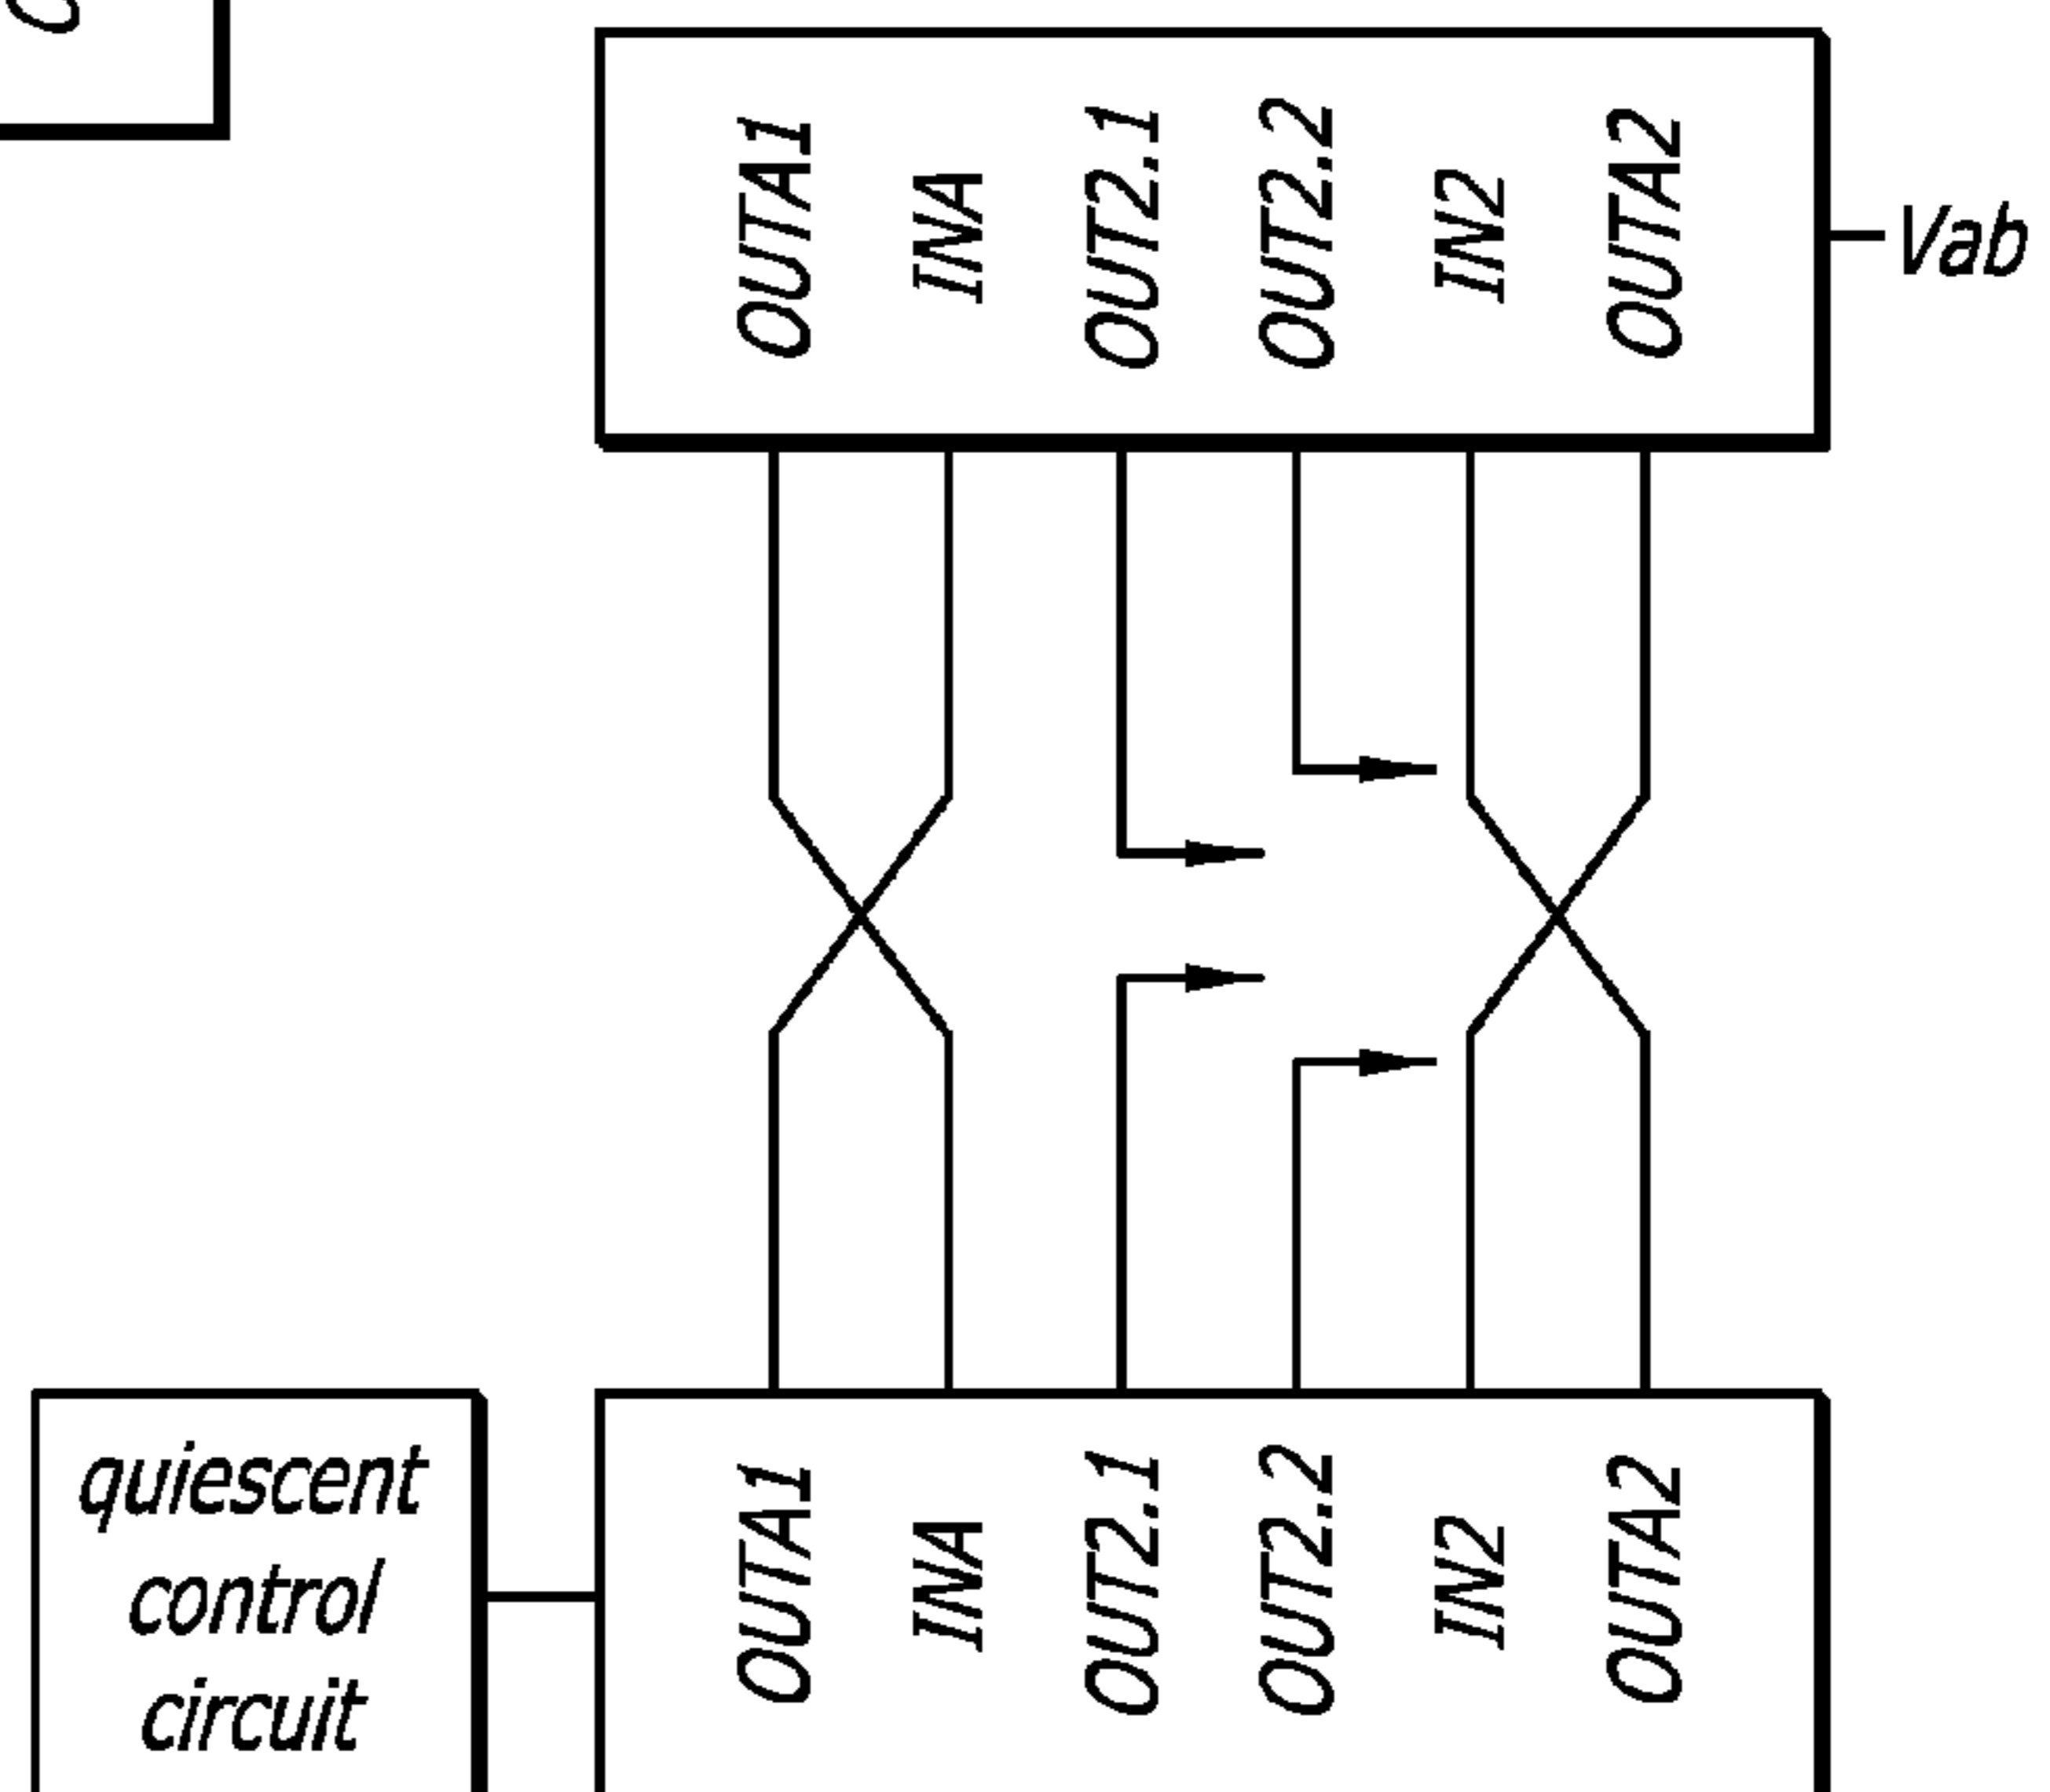 OUTA1
INA
OUT2.1
OUT2.2
IN2
OUTA2
Vab
quiescent
control
circuit
OUTA1
INA
OUT2.1
OUT2.2
IN2
OUTA2